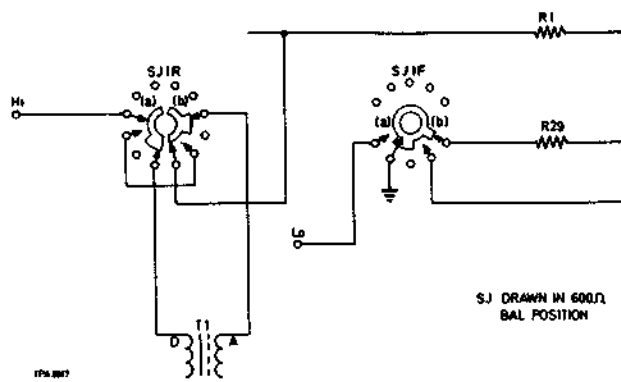 R1
SJ1R
SJ1F
(a) (b)
Hi
(a) (b)
R29
Lo
SJ DRAWN IN 600Ω
BAL POSITION
T1
D
A